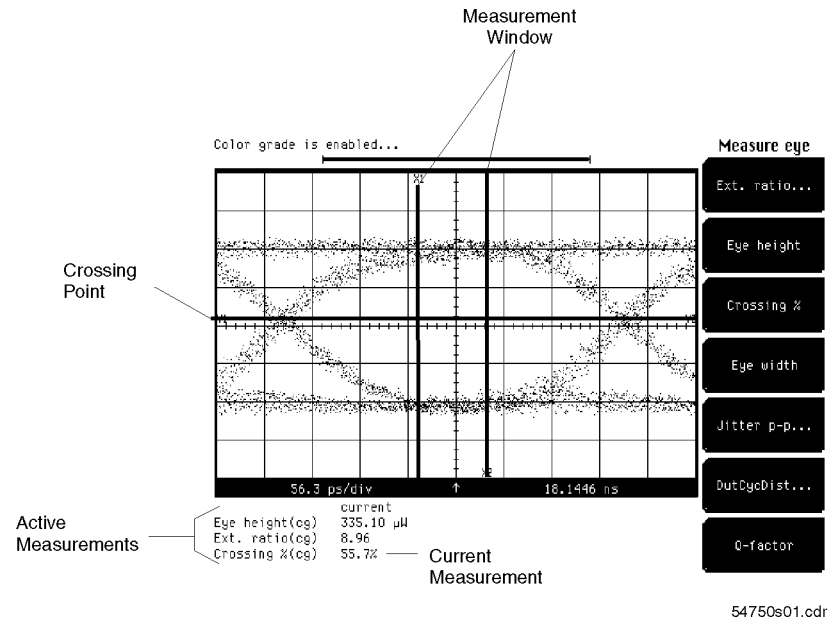 Measurement
Window
Color grade is enabled...
Measure eye
X1
Ext. ratio...
Eye height
Crossing
Point
Crossing %
Eye width
Jitter p-p...
X2
DutCycDist...
56.3 ps/div
↑
18.1446 ns
current
Active
Measurements
Eye height(cg) 335.10 µW
Ext. ratio(cg) 8.96
Crossing %(cg) 55.7%
Current
Measurement
Q-factor
54750s01.cdr